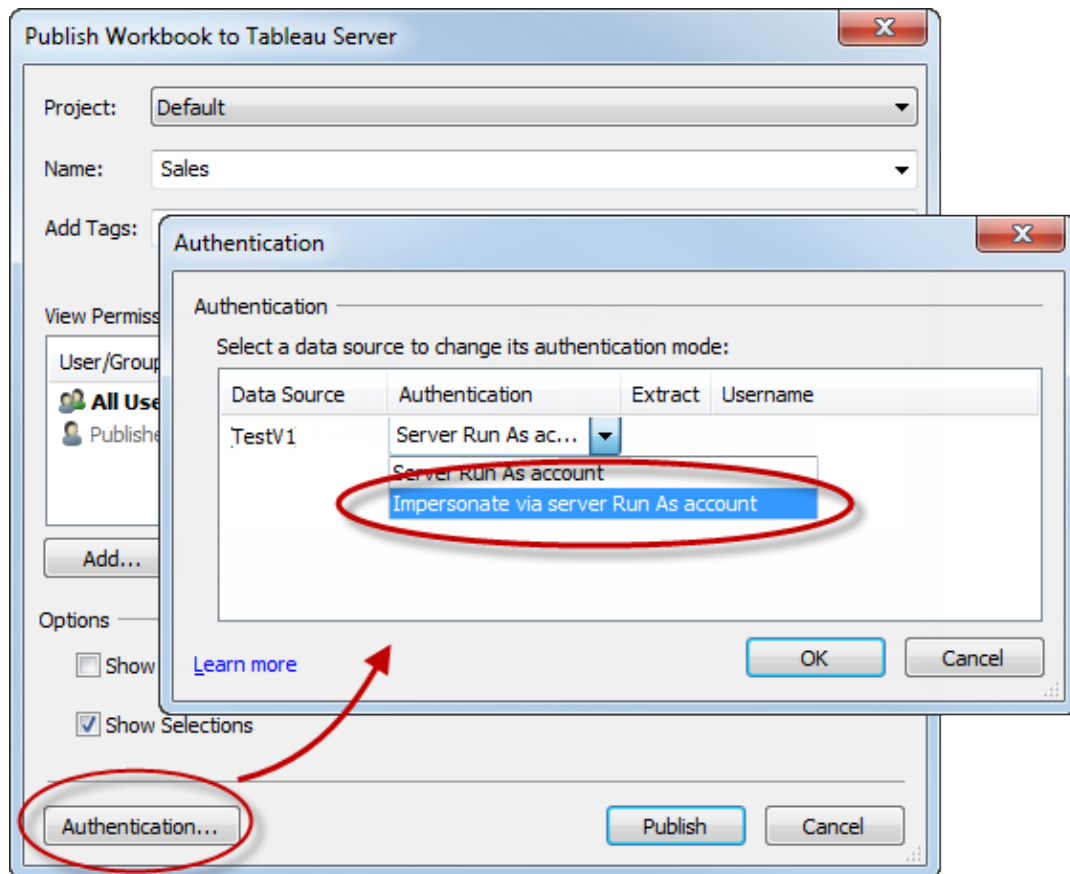 Publish Workbook to Tableau Server
Project: Default
Name: Sales
Add Tags:
Authentication
Authentication
View Permiss
Select a data source to change its authentication mode:
User/Group
Data Source Authentication Extract Username
All Use
TestV1 Server Run As ac...
Publishe
Server Run As account
Impersonate via server Run As account
Add...
Options
Show
Learn more
OK Cancel
Show Selections
Authentication...
Publish Cancel